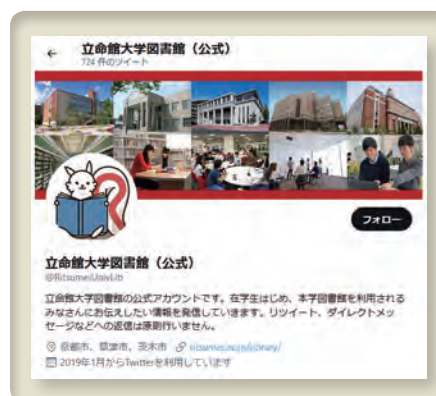 立命館大学図書館（公式）
724 件のツイート
フォロー
立命館大学図書館（公式）
@RitsumeiUnivLib
立命館大学図書館の公式アカウントです。在学生はじめ、本学図書館を利用される
みなさんにお伝えしたい情報を発信していきます。リツイート、ダイレクトメッ
セージなどへの返信は原則行いません。
京都市、草津市、茨木市 ritsumei.ac.jp/library/
2019年1月からTwitterを利用しています